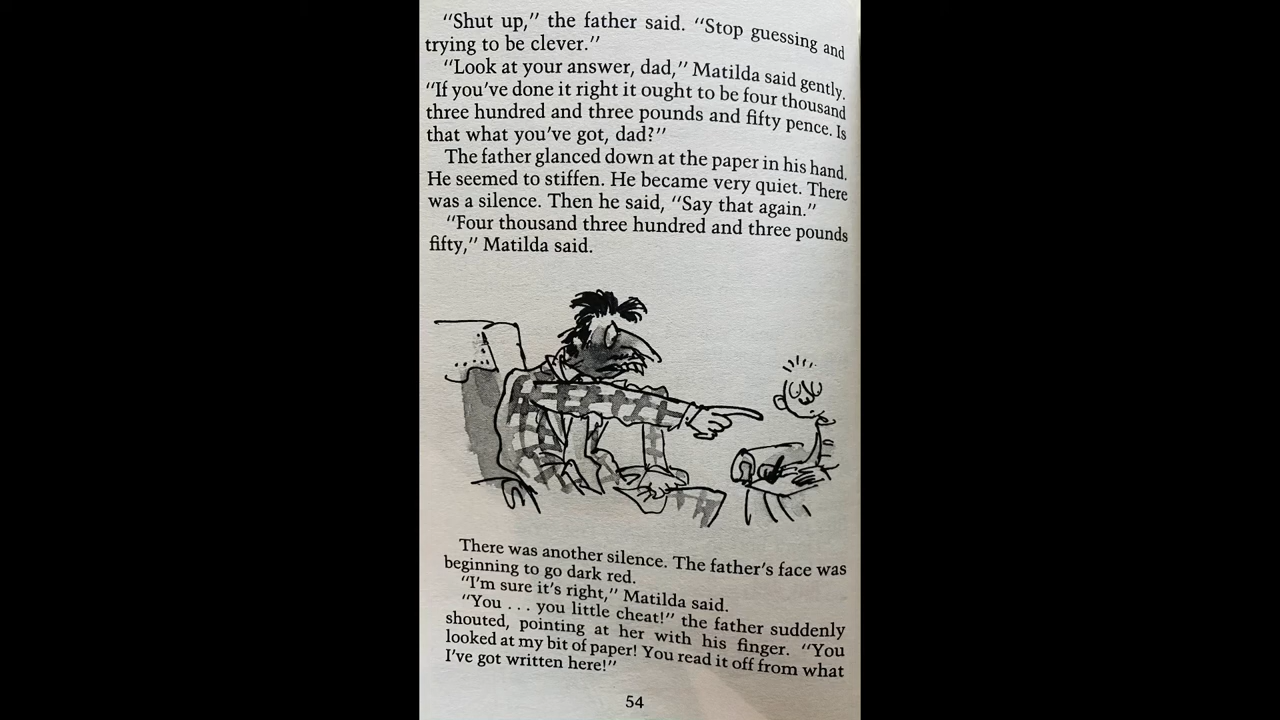 “Shut up,” the father said. “Stop guessing and
trying to be clever.”
“Look at your answer, dad,” Matilda said gently.
“If you’ve done it right it ought to be four thousand
three hundred and three pounds and fifty pence. Is
that what you’ve got, dad?”
The father glanced down at the paper in his hand.
He seemed to stiffen. He became very quiet. There
was a silence. Then he said, “Say that again.”
“Four thousand three hundred and three pounds
fifty,” Matilda said.
There was another silence. The father’s face was
beginning to go dark red.
“I’m sure it’s right,” Matilda said.
“You . . . you little cheat!” the father suddenly
shouted, pointing at her with his finger. “You
looked at my bit of paper! You read it off from what
I’ve got written here!”
54